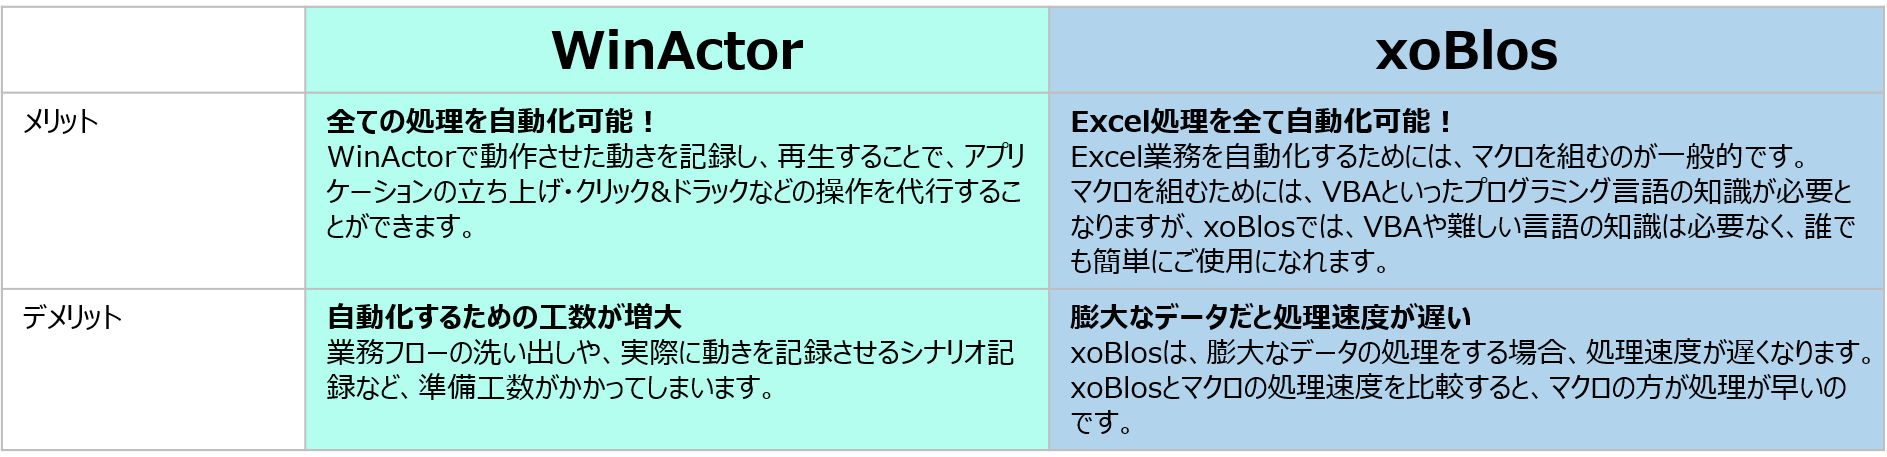 WinActor
xoBlos
メリット
全ての処理を自動化可能！
WinActorで動作させた動きを記録し、再生することで、アプリ
ケーションの立ち上げ・クリック&ドラックなどの操作を代行するこ
とができます。
Excel処理を全て自動化可能！
Excel業務を自動化するためには、マクロを組むのが一般的です。
マクロを組むためには、VBAといったプログラミング言語の知識が必要と
なりますが、xoBlosでは、VBAや難しい言語の知識は必要なく、誰で
も簡単にご使用になれます。
デメリット
自動化するための工数が増大
業務フローの洗い出しや、実際に動きを記録させるシナリオ記
録など、準備工数がかかってしまいます。
膨大なデータだと処理速度が遅い
xoBlosは、膨大なデータの処理をする場合、処理速度が遅くなります。
xoBlosとマクロの処理速度を比較すると、マクロの方が処理が早いの
です。